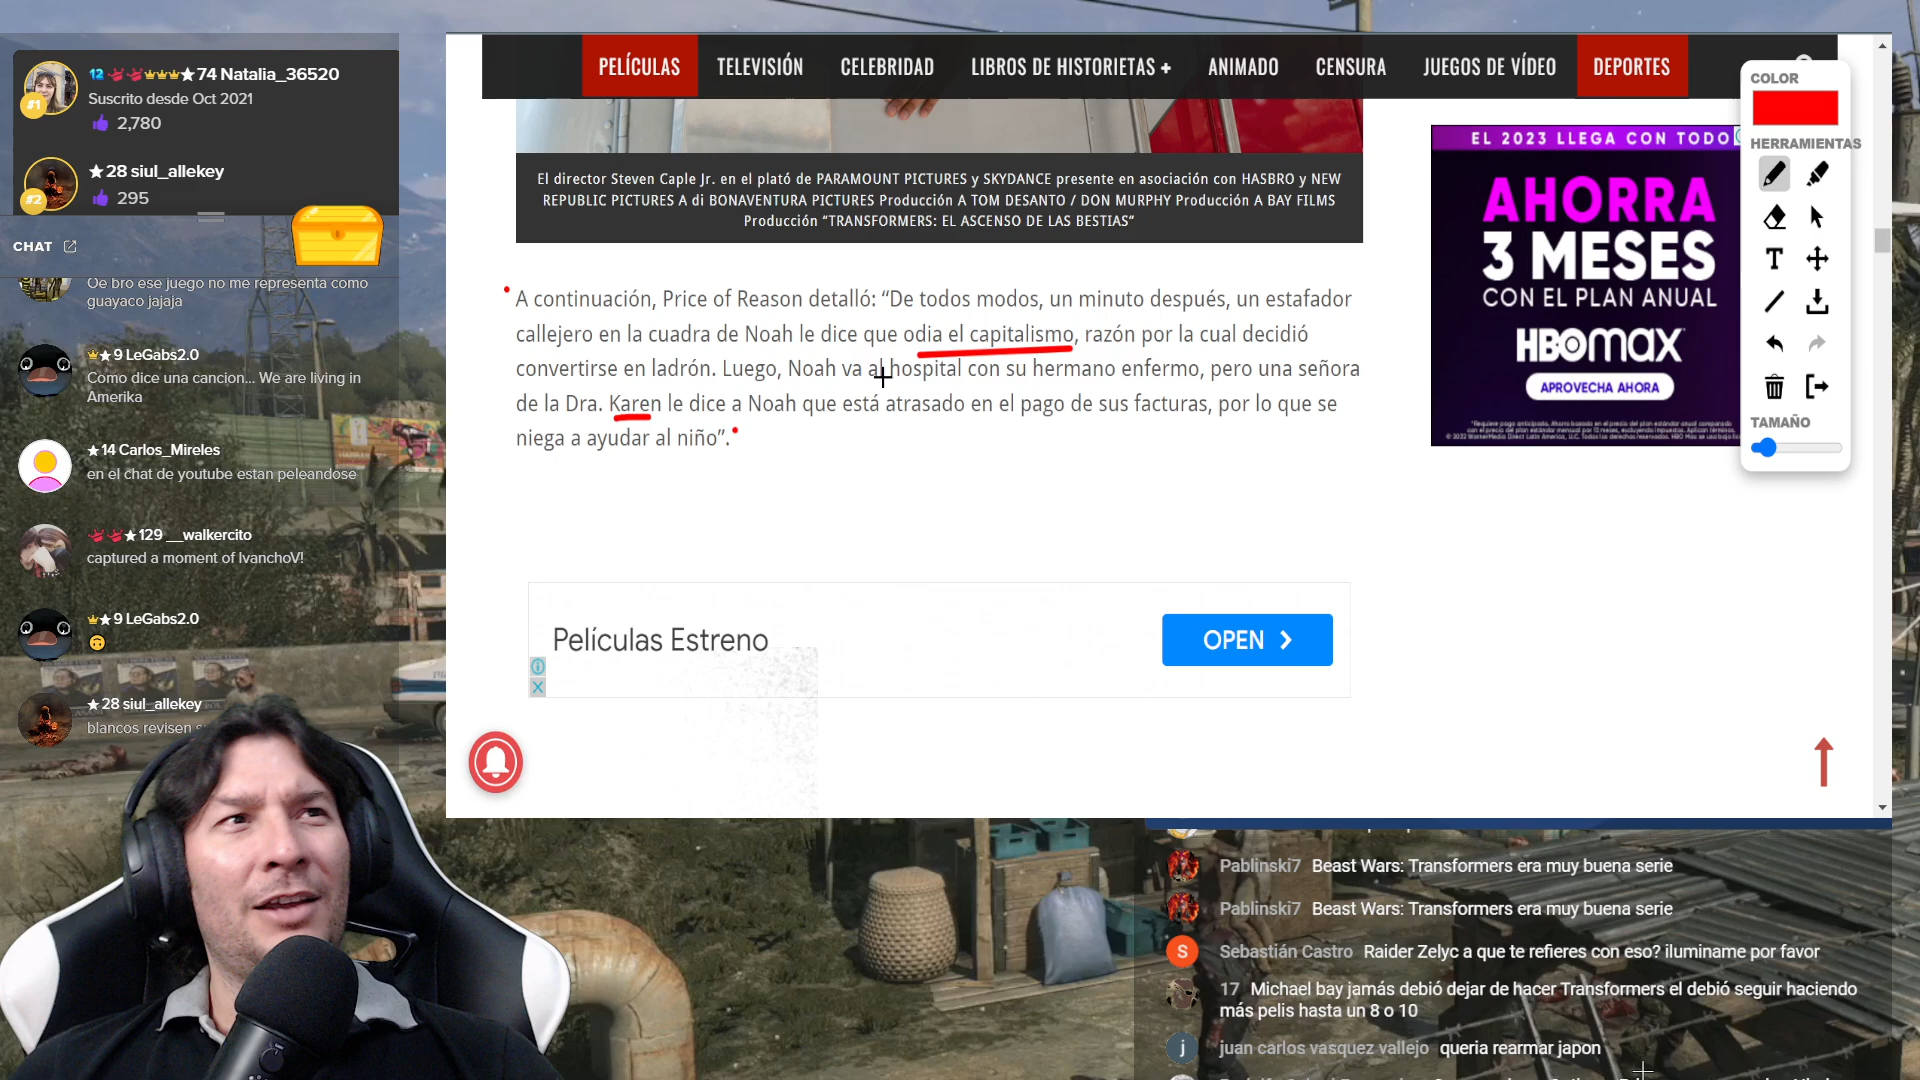 12 74 Natalia_36520
#1
Suscrito desde Oct 2021
2,780
28 siul_allekey
#2
295
CHAT
Oe bro ese juego no me representa como
guayaco jajaja
9 LeGabs2.0
Como dice una cancion... We are living in
Amerika
14 Carlos_Mireles
en el chat de youtube estan peleandose
129 __walkercito
captured a moment of IvanchoV!
9 LeGabs2.0
28 siul_allekey
blancos revisen
PELÍCULAS TELEVISIÓN CELEBRIDAD LIBROS DE HISTORIETAS + ANIMADO CENSURA JUEGOS DE VÍDEO DEPORTES
El director Steven Caple Jr. en el plató de PARAMOUNT PICTURES y SKYDANCE presente en asociación con HASBRO y NEW
REPUBLIC PICTURES A di BONAVENTURA PICTURES Producción A TOM DESANTO / DON MURPHY Producción A BAY FILMS
Producción “TRANSFORMERS: EL ASCENSO DE LAS BESTIAS”
A continuación, Price of Reason detalló: “De todos modos, un minuto después, un estafador
callejero en la cuadra de Noah le dice que odia el capitalismo, razón por la cual decidió
convertirse en ladrón. Luego, Noah va al hospital con su hermano enfermo, pero una señora
de la Dra. Karen le dice a Noah que está atrasado en el pago de sus facturas, por lo que se
niega a ayudar al niño”.
Películas Estreno
OPEN
EL 2023 LLEGA CON TODO
AHORRA
3 MESES
CON EL PLAN ANUAL
HBOMAX
APROVECHA AHORA
COLOR
HERRAMIENTAS
T
TAMAÑO
Pablinski7 Beast Wars: Transformers era muy buena serie
Pablinski7 Beast Wars: Transformers era muy buena serie
S Sebastián Castro Raider Zelyc a que te refieres con eso? iluminame por favor
17 Michael bay jamás debió dejar de hacer Transformers el debió seguir haciendo
más pelis hasta un 8 o 10
j juan carlos vasquez vallejo queria rearmar japon